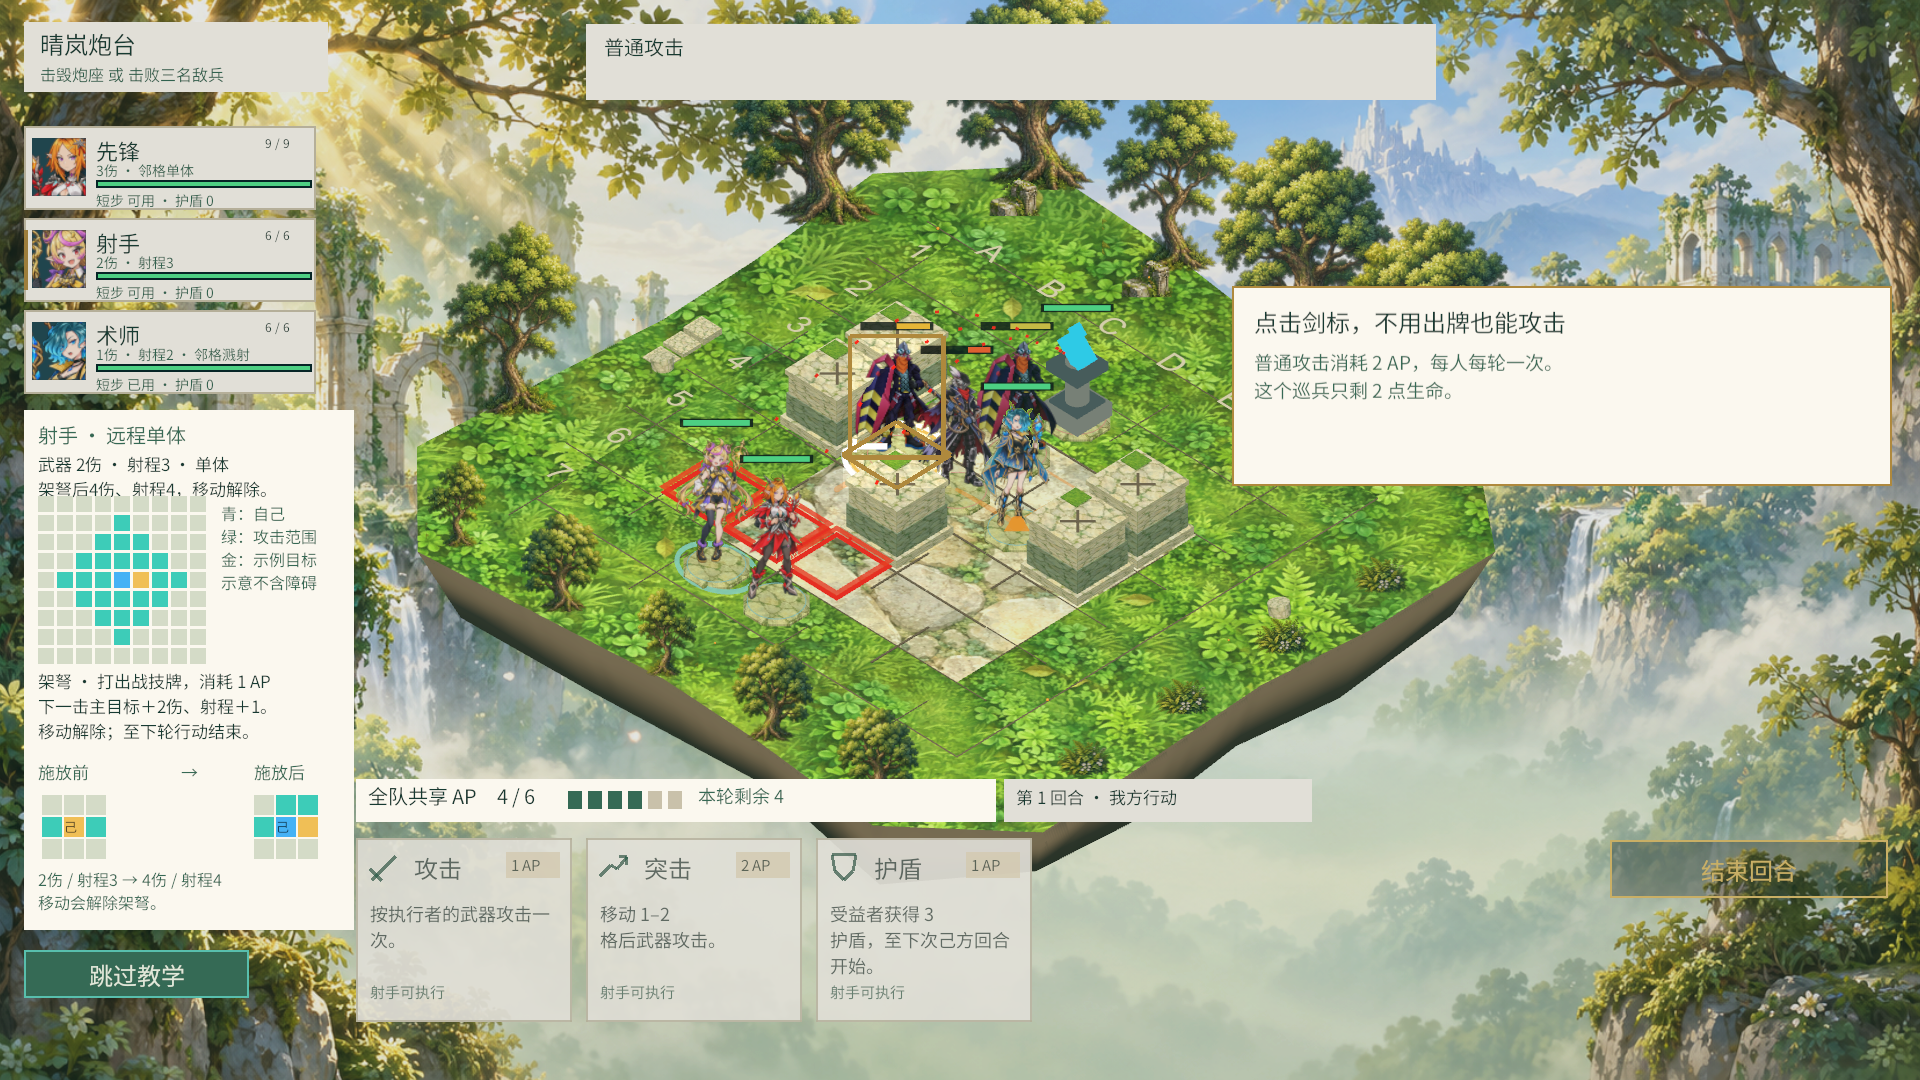 晴岚炮台
击毁炮座 或 击败三名敌兵
普通攻击
先锋
9 / 9
3伤 · 邻格单体
短步 可用 · 护盾 0
射手
6 / 6
2伤 · 射程3
短步 可用 · 护盾 0
术师
6 / 6
1伤 · 射程2 · 邻格溅射
短步 已用 · 护盾 0
射手 · 远程单体
武器 2伤 · 射程3 · 单体
架弩后4伤、射程4，移动解除。
青：自己
绿：攻击范围
金：示例目标
示意不含障碍
架弩 · 打出战技牌，消耗 1 AP
下一击主目标＋2伤、射程＋1。
移动解除；至下轮行动结束。
施放前 → 施放后
己 己
2伤 / 射程3 → 4伤 / 射程4
移动会解除架弩。
跳过教学
点击剑标，不用出牌也能攻击
普通攻击消耗 2 AP，每人每轮一次。
这个巡兵只剩 2 点生命。
1 A
2 B
3 C
4 D
5
6
全队共享 AP 4 / 6 本轮剩余 4
第 1 回合 · 我方行动
攻击 1 AP
按执行者的武器攻击一
次。
射手可执行
突击 2 AP
移动 1–2
格后武器攻击。
射手可执行
护盾 1 AP
受益者获得 3
护盾，至下次己方回合
开始。
射手可执行
结束回合